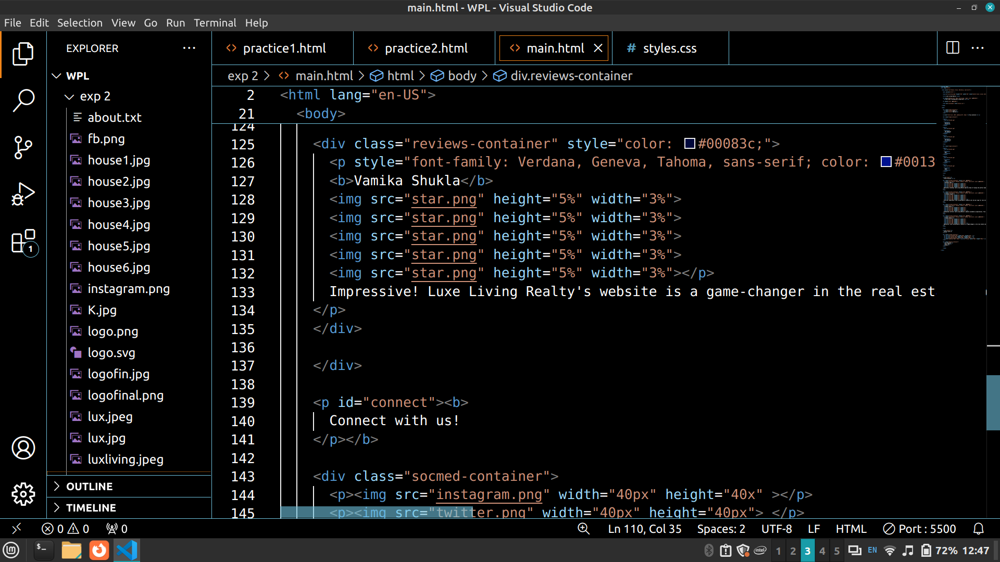 main.html - WPL - Visual Studio Code
File Edit Selection View Go Run Terminal Help
EXPLORER
WPL
exp 2
about.txt
fb.png
house1.jpg
house2.jpg
house3.jpg
house4.jpg
house5.jpg
house6.jpg
instagram.png
K.jpg
logo.png
logo.svg
logofin.jpg
logofinal.png
lux.jpeg
lux.jpg
luxliving.jpeg
OUTLINE
TIMELINE
practice1.html practice2.html main.html # styles.css
exp 2 > main.html > html > body > div.reviews-container
2 <html lang="en-US">
21 <body>
124
125 <div class="reviews-container" style="color: #00083c;">
126 <p style="font-family: Verdana, Geneva, Tahoma, sans-serif; color: #0013
127 <b>Vamika Shukla</b>
128 <img src="star.png" height="5%" width="3%">
129 <img src="star.png" height="5%" width="3%">
130 <img src="star.png" height="5%" width="3%">
131 <img src="star.png" height="5%" width="3%">
132 <img src="star.png" height="5%" width="3%"></p>
133 Impressive! Luxe Living Realty's website is a game-changer in the real est
134 </p>
135 </div>
136
137 </div>
138
139 <p id="connect"><b>
140 Connect with us!
141 </p></b>
142
143 <div class="socmed-container">
144 <p><img src="instagram.png" width="40px" height="40x" ></p>
145 <p><img src="twitter.png" width="40px" height="40px"> </p>
1
0 0 0 Ln 110, Col 35 Spaces: 2 UTF-8 LF HTML Port : 5500
1 2 3 4 5 EN 72% 12:47
intel